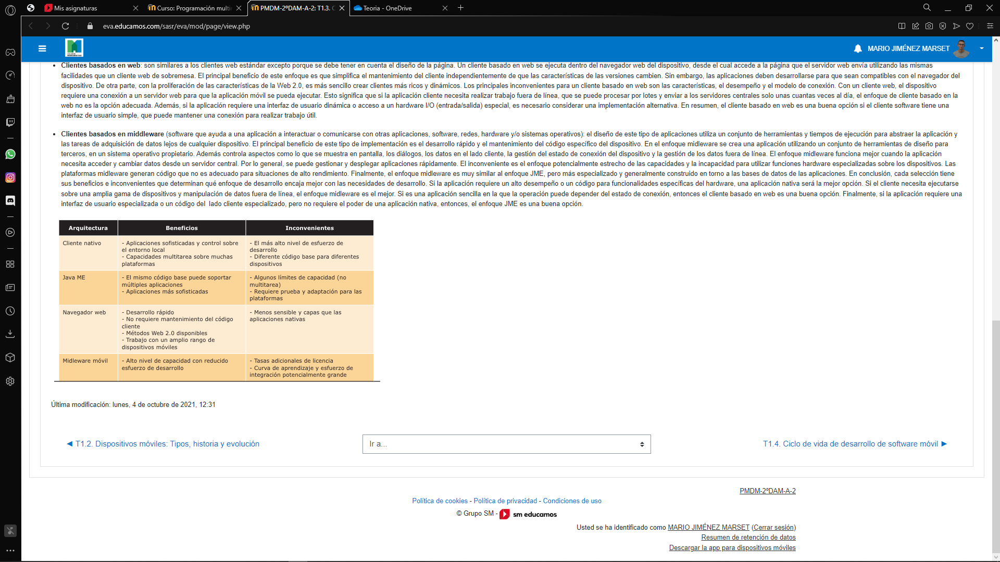 Mis asignaturas
Curso: Programación multi
PMDM-2ºDAM-A-2: T1.3. C
Teoria - OneDrive
eva.educamos.com/sasr/eva/mod/page/view.php
MARIO JIMÉNEZ MARSET
• Clientes basados en web: son similares a los clientes web estándar excepto porque se debe tener en cuenta el diseño de la página. Un cliente basado en web se ejecuta dentro del navegador web del dispositivo, desde el cual accede a la página que el servidor web envía utilizando las mismas
facilidades que un cliente web de sobremesa. El principal beneficio de este enfoque es que simplifica el mantenimiento del cliente independientemente de que las características de las versiones cambien. Sin embargo, las aplicaciones deben desarrollarse para que sean compatibles con el navegador del
dispositivo. De otra parte, con la proliferación de las características de la Web 2.0, es más sencillo crear clientes más ricos y dinámicos. Los principales inconvenientes para un cliente basado en web son las características, el desempeño y el modelo de conexión. Con un cliente web, el dispositivo
requiere una conexión a un servidor web para que la aplicación móvil se pueda ejecutar. Esto significa que si la aplicación cliente necesita realizar trabajo fuera de línea, que se puede procesar por lotes y enviar a los servidores centrales solo unas cuantas veces al día, el enfoque de cliente basado en la
web no es la opción adecuada. Además, si la aplicación requiere una interfaz de usuario dinámica o acceso a un hardware I/O (entrada/salida) especial, es necesario considerar una implementación alternativa. En resumen, el cliente basado en web es una buena opción si el cliente software tiene una
interfaz de usuario simple, que puede mantener una conexión para realizar trabajo útil.
• Clientes basados en middleware (software que ayuda a una aplicación a interactuar o comunicarse con otras aplicaciones, software, redes, hardware y/o sistemas operativos): el diseño de este tipo de aplicaciones utiliza un conjunto de herramientas y tiempos de ejecución para abstraer la aplicación y
las tareas de adquisición de datos lejos de cualquier dispositivo. El principal beneficio de este tipo de implementación es el desarrollo rápido y el mantenimiento del código específico del dispositivo. En el enfoque midleware se crea una aplicación utilizando un conjunto de herramientas de diseño para
terceros, en un sistema operativo propietario. Además controla aspectos como lo que se muestra en pantalla, los diálogos, los datos en el lado cliente, la gestión del estado de conexión del dispositivo y la gestión de los datos fuera de línea. El enfoque midleware funciona mejor cuando la aplicación
necesita acceder y cambiar datos desde un servidor central. Por lo general, se puede gestionar y desplegar aplicaciones rápidamente. El inconveniente es el enfoque potencialmente estrecho de las capacidades y la incapacidad para utilizar funciones hardware especializadas sobre los dispositivos. Las
plataformas midleware generan código que no es adecuado para situaciones de alto rendimiento. Finalmente, el enfoque midleware es muy similar al enfoque JME, pero más especializado y generalmente construido en torno a las bases de datos de las aplicaciones. En conclusión, cada selección tiene
sus beneficios e inconvenientes que determinan qué enfoque de desarrollo encaja mejor con las necesidades de desarrollo. Si la aplicación requiere un alto desempeño o un código para funcionalidades específicas del hardware, una aplicación nativa será la mejor opción. Si el cliente necesita ejecutarse
sobre una amplia gama de dispositivos y manipulación de datos fuera de línea, el enfoque midleware es el mejor. Si es una aplicación sencilla en la que la operación puede depender del estado de conexión, entonces el cliente basado en web es una buena opción. Finalmente, si la aplicación requiere una
interfaz de usuario especializada o un código del  lado cliente especializado, pero no requiere el poder de una aplicación nativa, entonces, el enfoque JME es una buena opción.
Arquitectura Beneficios Inconvenientes
Cliente nativo
- Aplicaciones sofisticadas y control sobre
el entorno local
- Capacidades multitarea sobre muchas
plataformas
- El más alto nivel de esfuerzo de
desarrollo
- Diferente código base para diferentes
dispositivos
Java ME
- El mismo código base puede soportar
múltiples aplicaciones
- Aplicaciones más sofisticadas
- Algunos límites de capacidad (no
multitarea)
- Requiere prueba y adaptación para las
plataformas
Navegador web
- Desarrollo rápido
- No requiere mantenimiento del código
cliente
- Métodos Web 2.0 disponibles
- Trabajo con un amplio rango de
dispositivos móviles
- Menos sensible y capas que las
aplicaciones nativas
Midleware móvil
- Alto nivel de capacidad con reducido
esfuerzo de desarrollo
- Tasas adicionales de licencia
- Curva de aprendizaje y esfuerzo de
integración potencialmente grande
Última modificación: lunes, 4 de octubre de 2021, 12:31
◄ T1.2. Dispositivos móviles: Tipos, historia y evolución
Ir a...
T1.4. Ciclo de vida de desarrollo de software móvil ►
PMDM-2ºDAM-A-2
Política de cookies - Política de privacidad - Condiciones de uso
© Grupo SM - sm educamos
Usted se ha identificado como MARIO JIMÉNEZ MARSET (Cerrar sesión)
Resumen de retención de datos
Descargar la app para dispositivos móviles